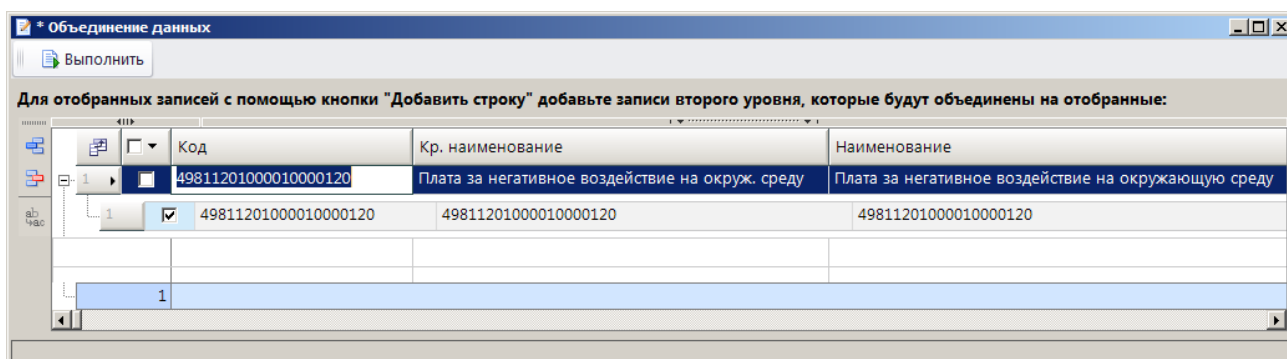 * Объединение данных
Выполнить
Для отобранных записей с помощью кнопки "Добавить строку" добавьте записи второго уровня, которые будут объединены на отобранные:
Код Кр. наименование Наименование
1 49811201000010000120 Плата за негативное воздействие на окруж. среду Плата за негативное воздействие на окружающую среду
1 49811201000010000120 49811201000010000120 49811201000010000120
1